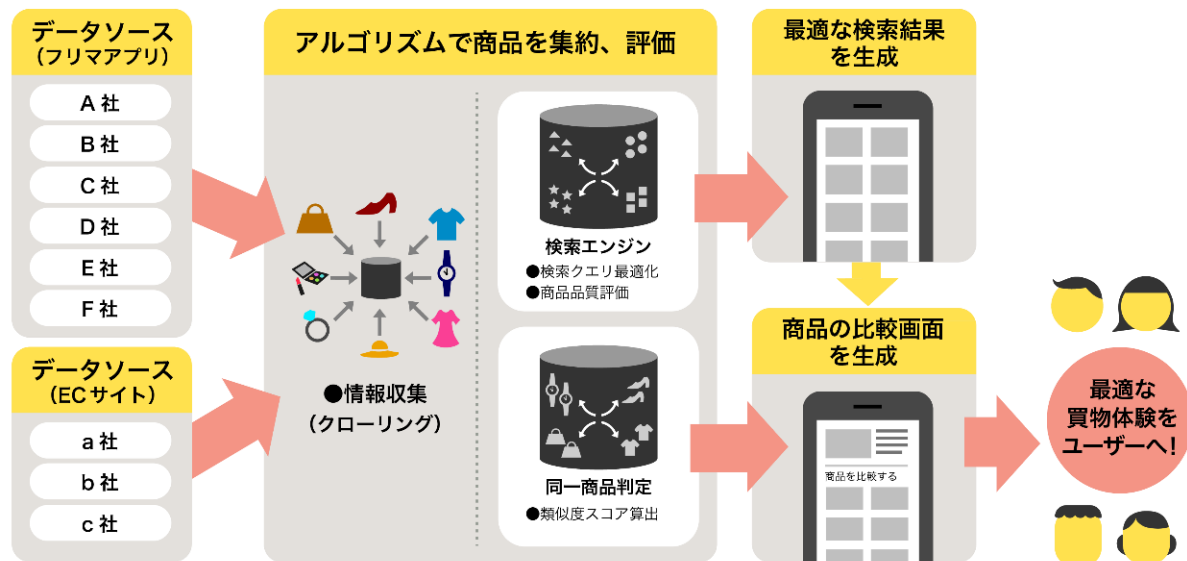 データソース
（フリマアプリ）
A 社
B 社
C 社
D 社
E 社
F 社
データソース
（ECサイト）
a 社
b 社
c 社
アルゴリズムで商品を集約、評価
●情報収集
（クローリング）
検索エンジン
●検索クエリ最適化
●商品品質評価
同一商品判定
●類似度スコア算出
最適な検索結果
を生成
商品の比較画面
を生成
商品を比較する
最適な
買物体験を
ユーザーへ！